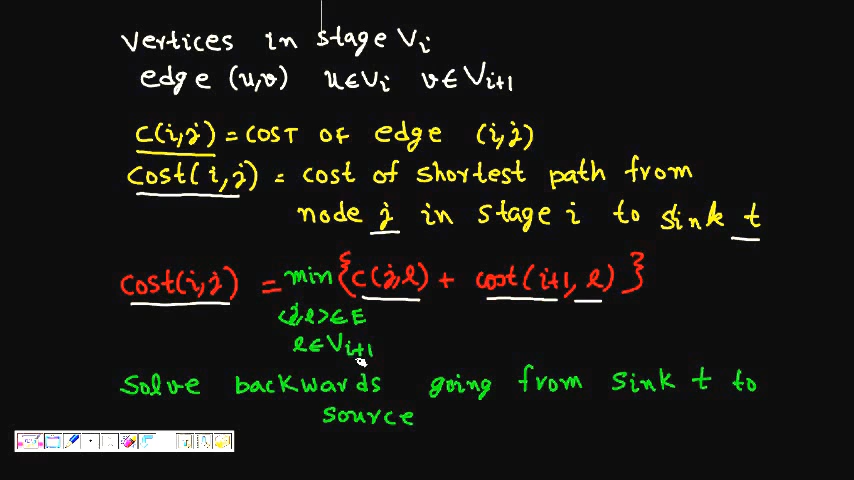 Vertices in stage Vi
edge (u,v) u∈Vi v∈Vi+1
C(i,j) = COST OF edge (i,j)
Cost(i,j) = cost of shortest path from
node j in stage i to sink t
Cost(i,j) = min {C(j,l) + cost(i+1, l)}
<j,l>∈E
l∈Vi+1
Solve backwards going from sink t to
source